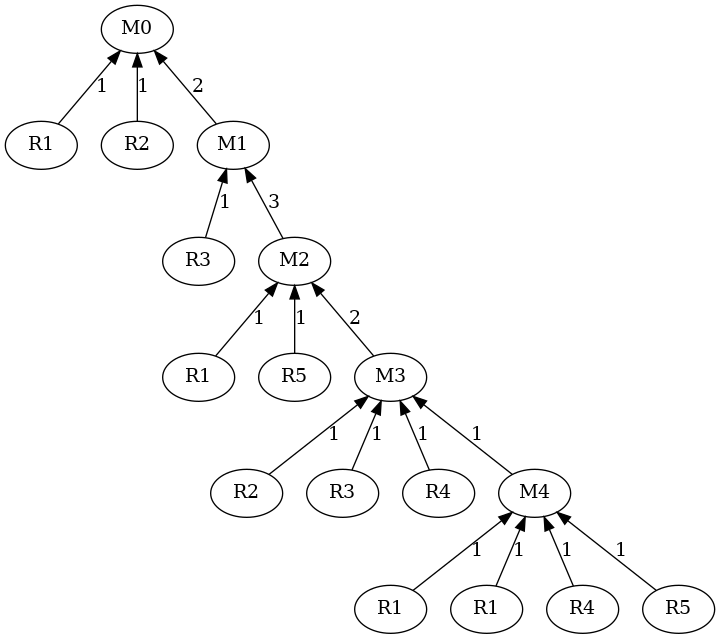 M0
1 1 2
R1 R2 M1
1 3
R3 M2
1 1 2
R1 R5 M3
1 1 1 1
R2 R3 R4 M4
1 1 1 1
R1 R1 R4 R5